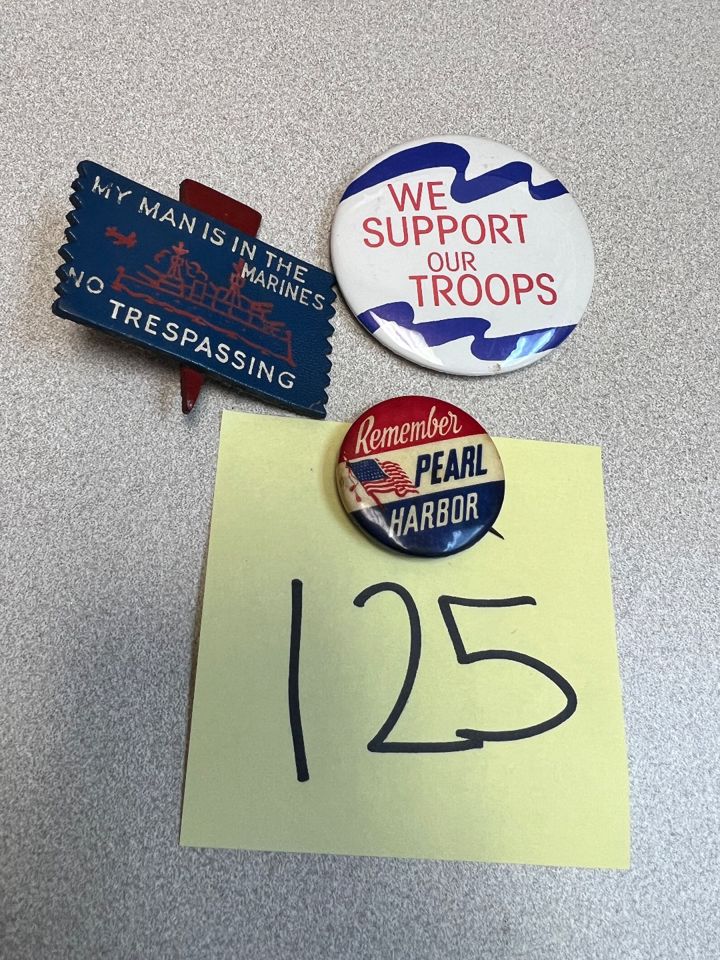 MY MAN IS IN THE
MARINES
NO TRESPASSING
WE
SUPPORT
OUR
TROOPS
Remember
PEARL
HARBOR
125